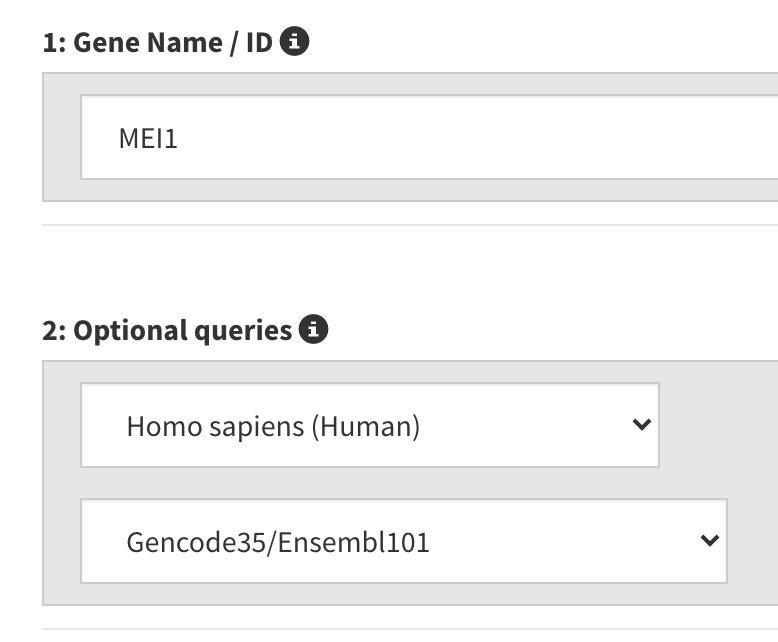 1: Gene Name / ID
MEI1
2: Optional queries
Homo sapiens (Human)
Gencode35/Ensembl101